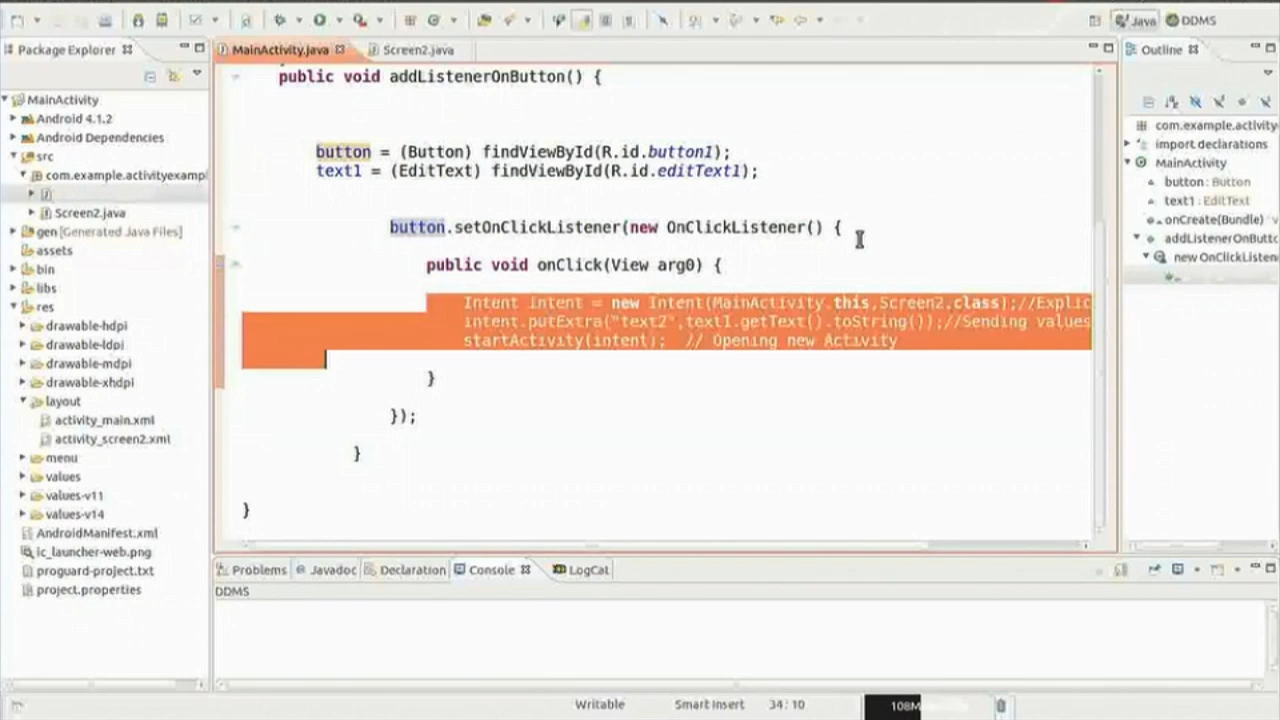 Java
DDMS
Package Explorer
MainActivity.java
Screen2.java
Outline
MainActivity
Android 4.1.2
Android Dependencies
src
com.example.activityexampl
Screen2.java
gen [Generated Java Files]
assets
bin
libs
res
drawable-hdpi
drawable-ldpi
drawable-mdpi
drawable-xhdpi
layout
activity_main.xml
activity_screen2.xml
menu
values
values-v11
values-v14
AndroidManifest.xml
ic_launcher-web.png
proguard-project.txt
project.properties
public void addListenerOnButton() {
button = (Button) findViewById(R.id.button1);
text1 = (EditText) findViewById(R.id.editText1);
button.setOnClickListener(new OnClickListener() {
public void onClick(View arg0) {
Intent intent = new Intent(MainActivity.this,Screen2.class);//Explic
intent.putExtra("text2",text1.getText().toString());//Sending values
startActivity(intent);  // Opening new Activity
}
});
}
}
com.example.activity
import declarations
MainActivity
button : Button
text1 : EditText
onCreate(Bundle) : v
addListenerOnButto
new OnClickListen
Problems
Javadoc
Declaration
Console
LogCat
DDMS
Writable
Smart Insert
34 : 10
108M